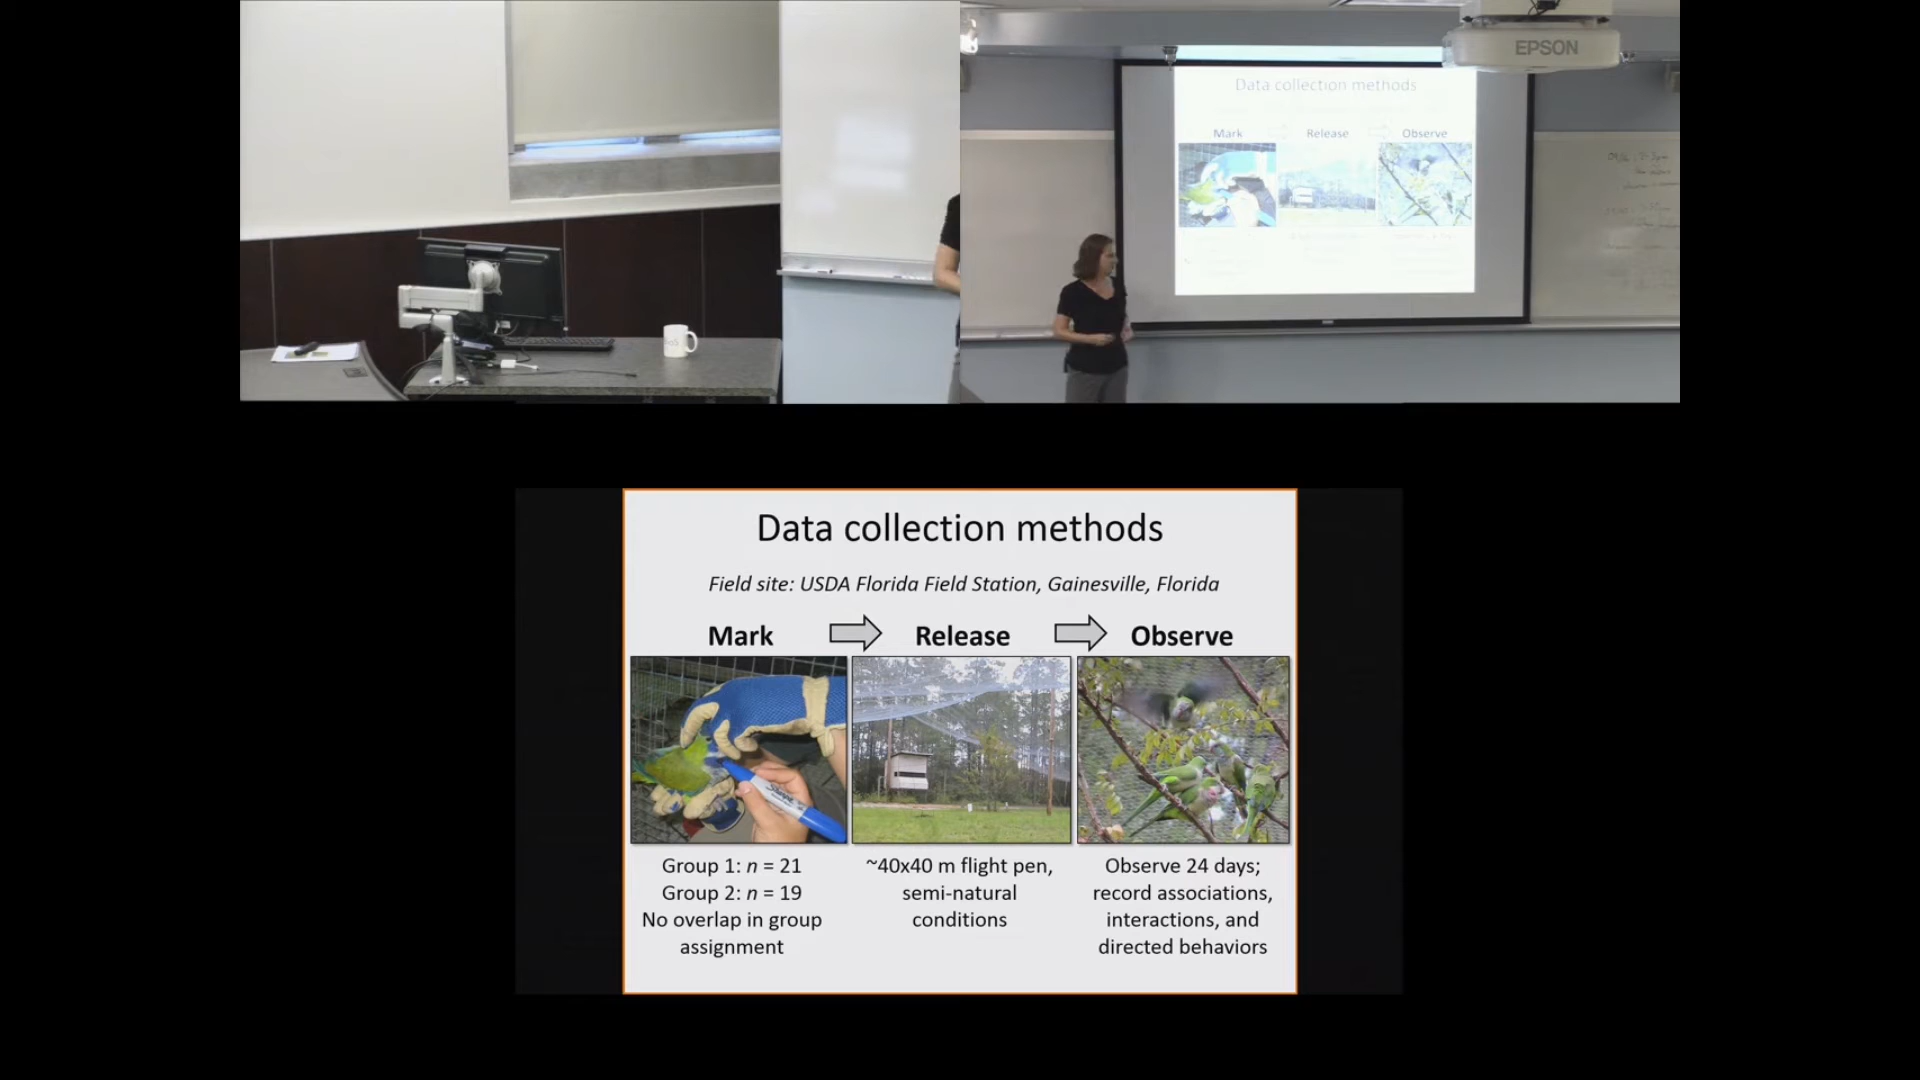 EPSON
Data collection methods
Mark Release Observe
Data collection methods
Field site: USDA Florida Field Station, Gainesville, Florida
Mark Release Observe
Sharpie
Group 1: n = 21
Group 2: n = 19
No overlap in group
assignment
~40x40 m flight pen,
semi-natural
conditions
Observe 24 days;
record associations,
interactions, and
directed behaviors